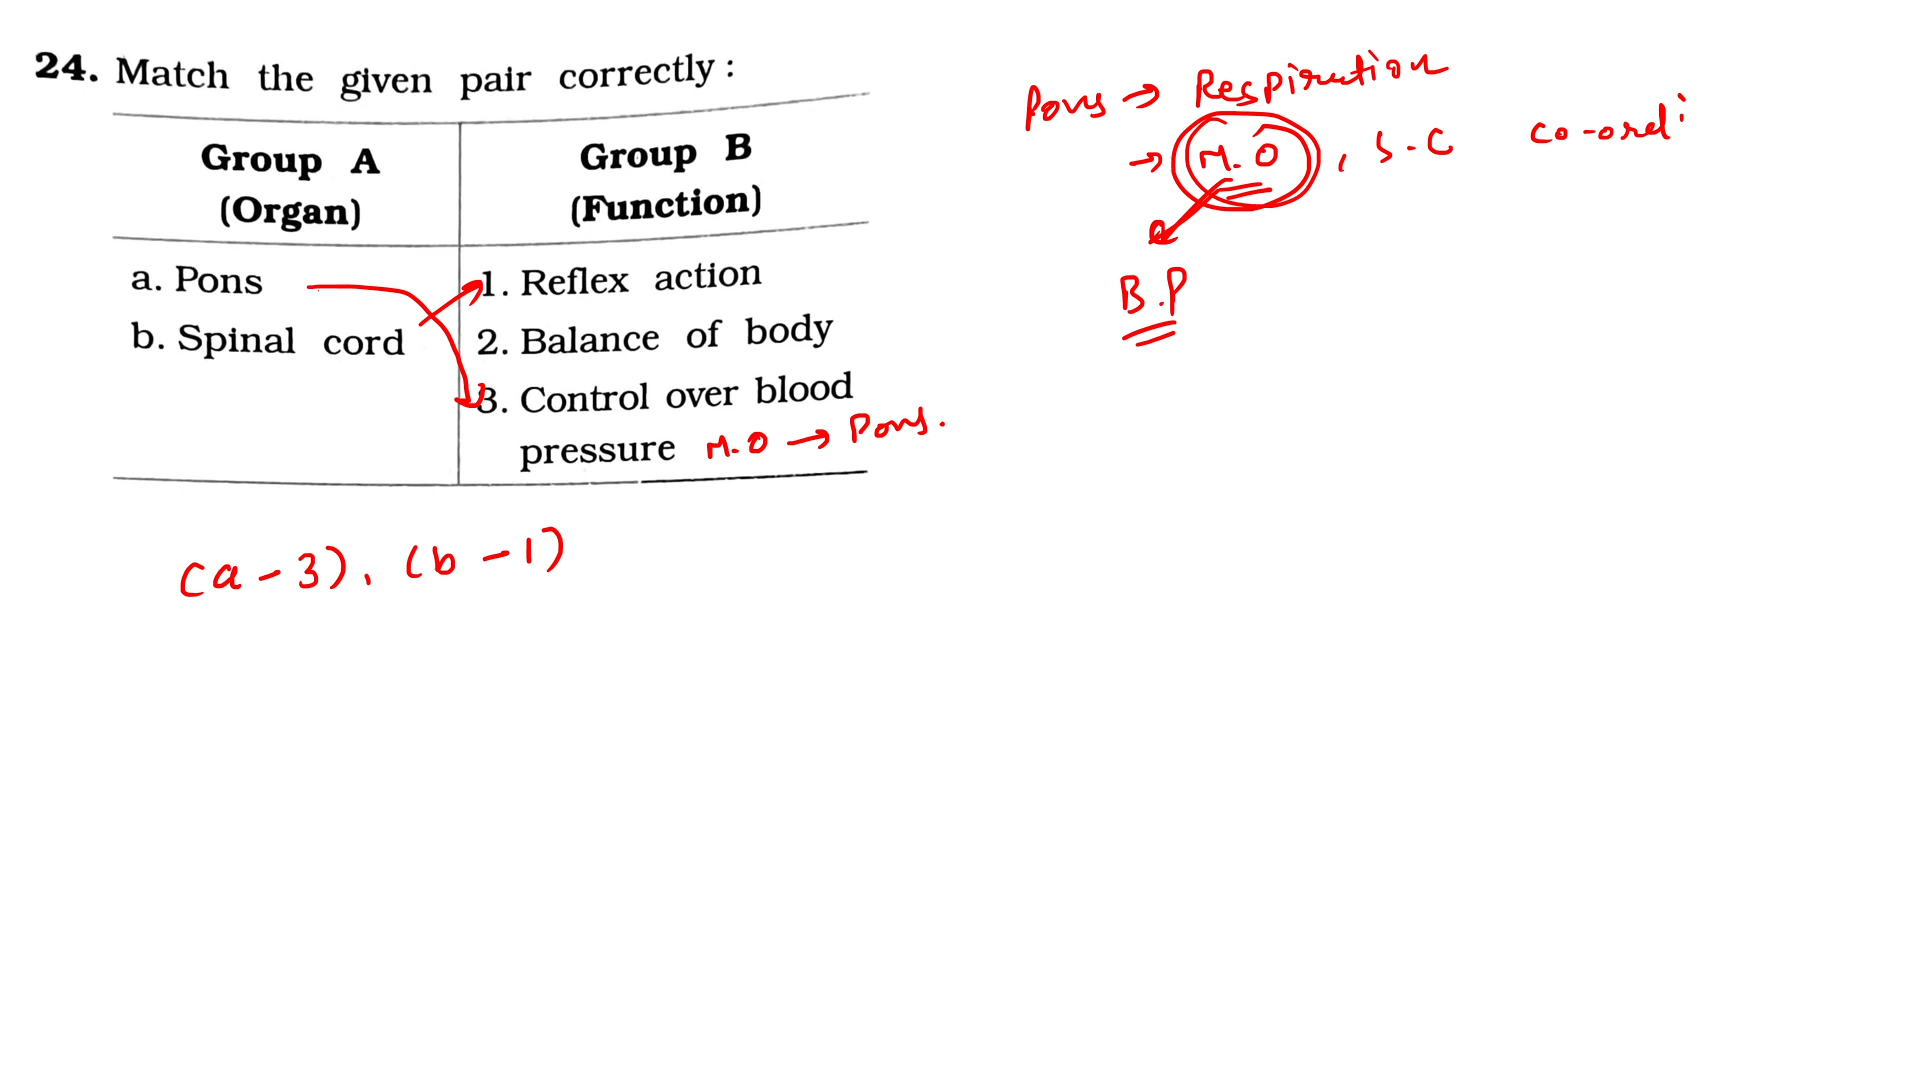 24. Match the given pair correctly :
Group A
(Organ)
Group B
(Function)
a. Pons
b. Spinal cord
1. Reflex action
2. Balance of body
3. Control over blood
pressure M.O → Pons.
(a - 3), (b - 1)
Pons → Respiration
→ M.O, S-C co-ordi
B.P